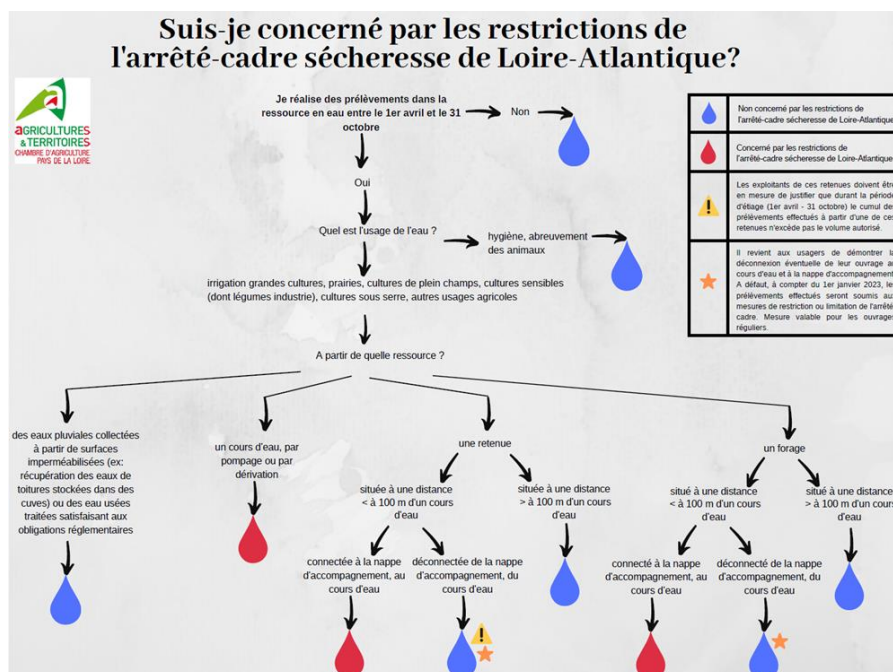 Suis-je concerné par les restrictions de
l'arrêté-cadre sécheresse de Loire-Atlantique?
aGRICULTURES
& TERRITOIRES
CHAMBRE D'AGRICULTURE
PAYS DE LA LOIRE
Je réalise des prélèvements dans la
ressource en eau entre le 1er avril et le 31
octobre
Non
Oui
Quel est l'usage de l'eau ?
hygiène, abreuvement
des animaux
irrigation grandes cultures, prairies, cultures de plein champs, cultures sensibles
(dont légumes industrie), cultures sous serre, autres usages agricoles
A partir de quelle ressource ?
Non concerné par les restrictions de
l'arrêté-cadre sécheresse de Loire-Atlantique
Concerné par les restrictions de
l'arrêté-cadre sécheresse de Loire-Atlantique
Les exploitants de ces retenues doivent être
en mesure de justifier que durant la période
d'étiage (1er avril - 31 octobre) le cumul des
prélèvements effectués à partir d'une de ces
retenues n'excède pas le volume autorisé.
Il revient aux usagers de démontrer la
déconnexion éventuelle de leur ouvrage au
cours d'eau et à la nappe d'accompagnement.
A défaut, à compter du 1er janvier 2023, les
prélèvements effectués seront soumis aux
mesures de restriction ou limitation de l'arrêté-
cadre. Mesure valable pour les ouvrages
réguliers.
des eaux pluviales collectées
à partir de surfaces
imperméabilisées (ex:
récupération des eaux de
toitures stockées dans des
cuves) ou des eaux usées
traitées satisfaisant aux
obligations réglementaires
un cours d'eau, par
pompage ou par
dérivation
une retenue
située à une distance
< à 100 m d'un cours
d'eau
située à une distance
> à 100 m d'un cours
d'eau
connectée à la nappe
d'accompagnement, au
cours d'eau
déconnectée de la nappe
d'accompagnement, du
cours d'eau
un forage
situé à une distance
< à 100 m d'un cours
d'eau
situé à une distance
> à 100 m d'un cours
d'eau
connecté à la nappe
d'accompagnement, au
cours d'eau
déconnecté de la nappe
d'accompagnement, du
cours d'eau